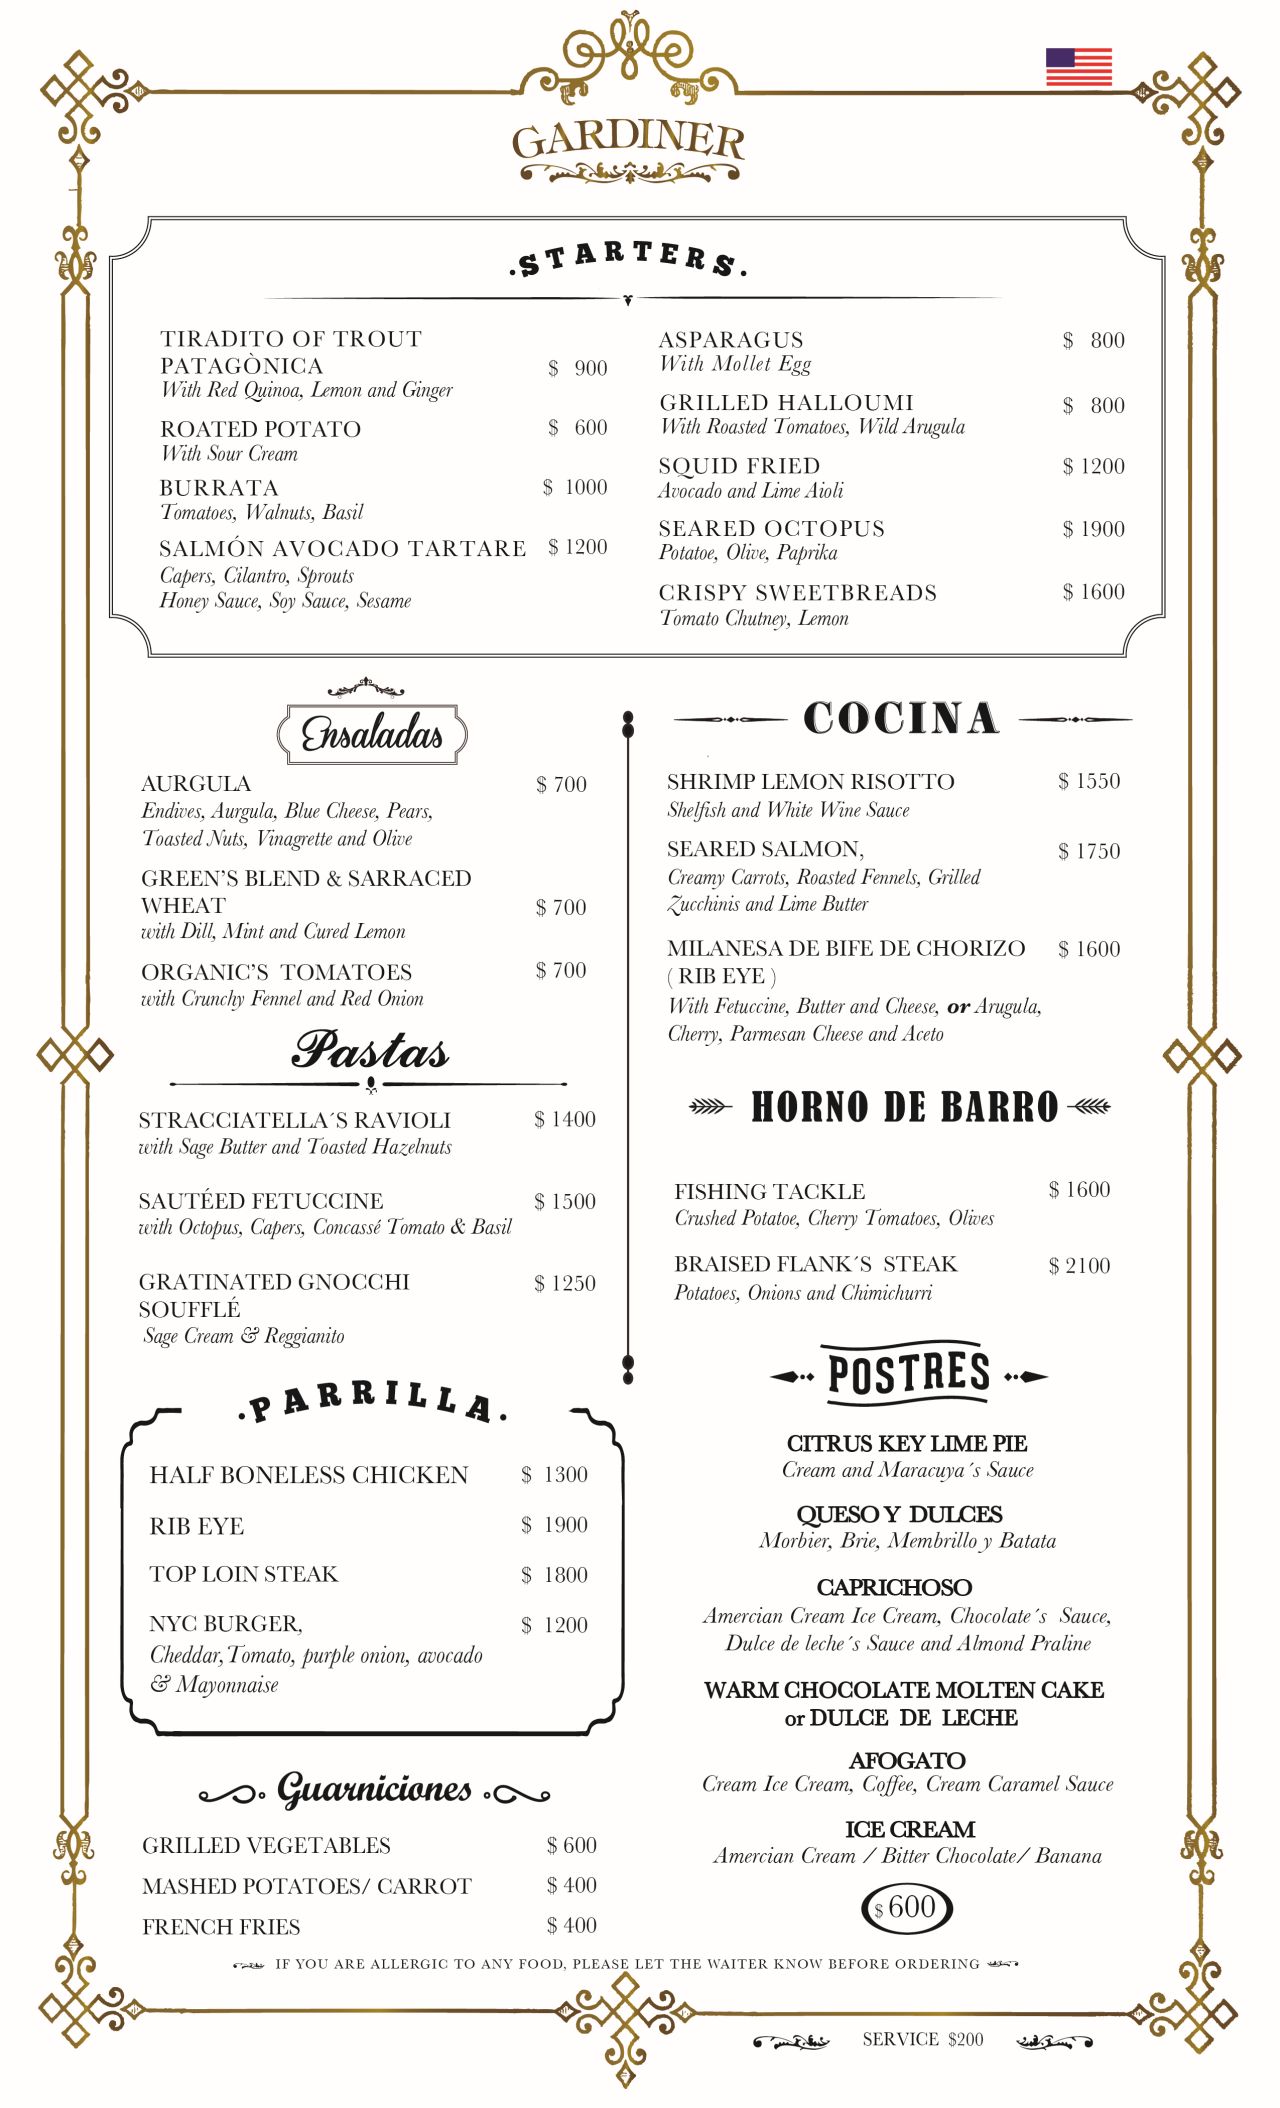 GARDINER
.STARTERS.
TIRADITO OF TROUT
PATAGÒNICA $ 900
With Red Quinoa, Lemon and Ginger
ROATED POTATO $ 600
With Sour Cream
BURRATA $ 1000
Tomatoes, Walnuts, Basil
SALMÓN AVOCADO TARTARE $ 1200
Capers, Cilantro, Sprouts
Honey Sauce, Soy Sauce, Sesame
ASPARAGUS $ 800
With Mollet Egg
GRILLED HALLOUMI $ 800
With Roasted Tomatoes, Wild Arugula
SQUID FRIED $ 1200
Avocado and Lime Aioli
SEARED OCTOPUS $ 1900
Potatoe, Olive, Paprika
CRISPY SWEETBREADS $ 1600
Tomato Chutney, Lemon
Ensaladas
AURGULA $ 700
Endives, Aurgula, Blue Cheese, Pears,
Toasted Nuts, Vinagrette and Olive
GREEN'S BLEND & SARRACED
WHEAT $ 700
with Dill, Mint and Cured Lemon
ORGANIC'S TOMATOES $ 700
with Crunchy Fennel and Red Onion
Pastas
STRACCIATELLA´S RAVIOLI $ 1400
with Sage Butter and Toasted Hazelnuts
SAUTÉED FETUCCINE $ 1500
with Octopus, Capers, Concassé Tomato & Basil
GRATINATED GNOCCHI $ 1250
SOUFFLÉ
Sage Cream & Reggianito
.PARRILLA.
HALF BONELESS CHICKEN $ 1300
RIB EYE $ 1900
TOP LOIN STEAK $ 1800
NYC BURGER, $ 1200
Cheddar, Tomato, purple onion, avocado
& Mayonnaise
Guarniciones
GRILLED VEGETABLES $ 600
MASHED POTATOES/ CARROT $ 400
FRENCH FRIES $ 400
COCINA
SHRIMP LEMON RISOTTO $ 1550
Shelfish and White Wine Sauce
SEARED SALMON, $ 1750
Creamy Carrots, Roasted Fennels, Grilled
Zucchinis and Lime Butter
MILANESA DE BIFE DE CHORIZO $ 1600
( RIB EYE )
With Fetuccine, Butter and Cheese, or Arugula,
Cherry, Parmesan Cheese and Aceto
HORNO DE BARRO
FISHING TACKLE $ 1600
Crushed Potatoe, Cherry Tomatoes, Olives
BRAISED FLANK´S STEAK $ 2100
Potatoes, Onions and Chimichurri
POSTRES
CITRUS KEY LIME PIE
Cream and Maracuya´s Sauce
QUESO Y DULCES
Morbier, Brie, Membrillo y Batata
CAPRICHOSO
Amercian Cream Ice Cream, Chocolate´s Sauce,
Dulce de leche´s Sauce and Almond Praline
WARM CHOCOLATE MOLTEN CAKE
or DULCE DE LECHE
AFOGATO
Cream Ice Cream, Coffee, Cream Caramel Sauce
ICE CREAM
Amercian Cream / Bitter Chocolate/ Banana
$ 600
IF YOU ARE ALLERGIC TO ANY FOOD, PLEASE LET THE WAITER KNOW BEFORE ORDERING
SERVICE $200